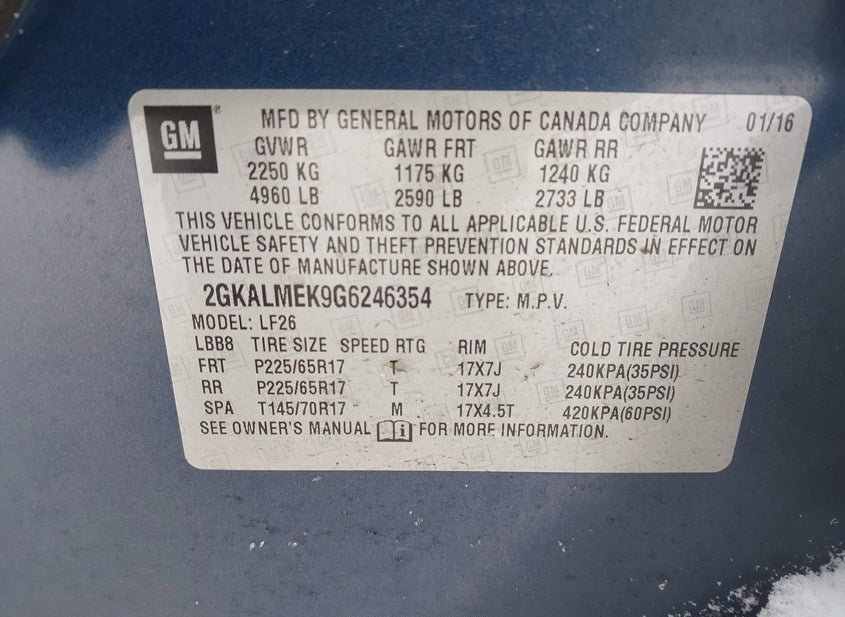 GM ® MFD BY GENERAL MOTORS OF CANADA COMPANY 01/16
GVWR GAWR FRT GAWR RR
2250 KG 1175 KG 1240 KG
4960 LB 2590 LB 2733 LB
THIS VEHICLE CONFORMS TO ALL APPLICABLE U.S. FEDERAL MOTOR
VEHICLE SAFETY AND THEFT PREVENTION STANDARDS IN EFFECT ON
THE DATE OF MANUFACTURE SHOWN ABOVE.
2GKALMEK9G6246354 TYPE: M.P.V.
MODEL: LF26
LBB8 TIRE SIZE SPEED RTG RIM COLD TIRE PRESSURE
FRT P225/65R17 T 17X7J 240KPA(35PSI)
RR P225/65R17 T 17X7J 240KPA(35PSI)
SPA T145/70R17 M 17X4.5T 420KPA(60PSI)
SEE OWNER'S MANUAL i FOR MORE INFORMATION.